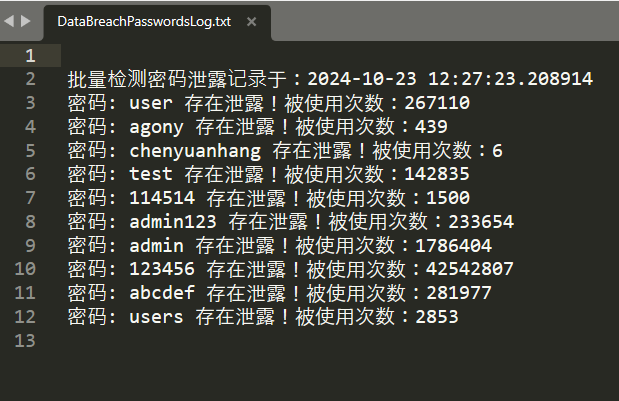 DataBreachPasswordsLog.txt ×
1
2 批量检测密码泄露记录于：2024-10-23 12:27:23.208914
3 密码: user 存在泄露！被使用次数：267110
4 密码: agony 存在泄露！被使用次数：439
5 密码: chenyuanhang 存在泄露！被使用次数：6
6 密码: test 存在泄露！被使用次数：142835
7 密码: 114514 存在泄露！被使用次数：1500
8 密码: admin123 存在泄露！被使用次数：233654
9 密码: admin 存在泄露！被使用次数：1786404
10 密码: 123456 存在泄露！被使用次数：42542807
11 密码: abcdef 存在泄露！被使用次数：281977
12 密码: users 存在泄露！被使用次数：2853
13